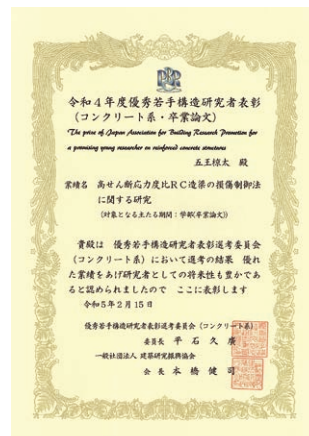 令和4年度優秀若手構造研究者表彰
(コンクリート系・卒業論文)
The prize of Japan Association for Building Research Promotion for
a promising young researcher on reinforced concrete structures
五王椋太 殿
業績名 高せん断応力度比RC造梁の損傷制御法
に関する研究
(対象となる主たる期間:学部(卒業論文))
貴殿は 優秀若手構造研究者表彰選考委員会
(コンクリート系)において選考の結果 優れ
た業績をあげ研究者としての将来性も豊かであ
ると認められましたので ここに表彰します
令和5年2月15日
優秀若手構造研究者表彰選考委員会(コンクリート系)
委員長 平石久廣
一般社団法人 建築研究振興協会
会長 本橋健司